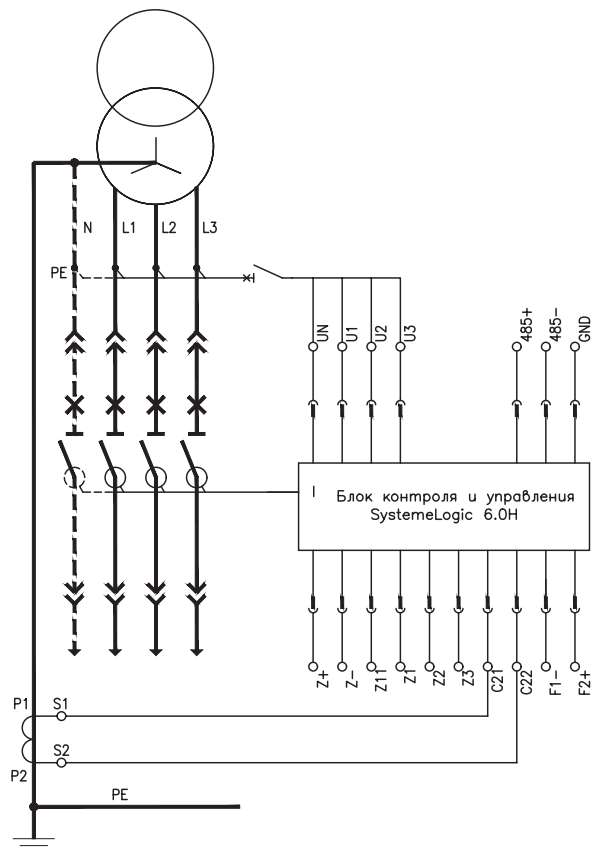 N
L1
L2
L3
PE
UN
U1
U2
U3
485+
485-
GND
I
Блок контроля и управления
SystemeLogic 6.0H
Z+
Z-
Z11
Z1
Z2
Z3
C21
C22
F1-
F2+
P1
S1
S2
P2
PE